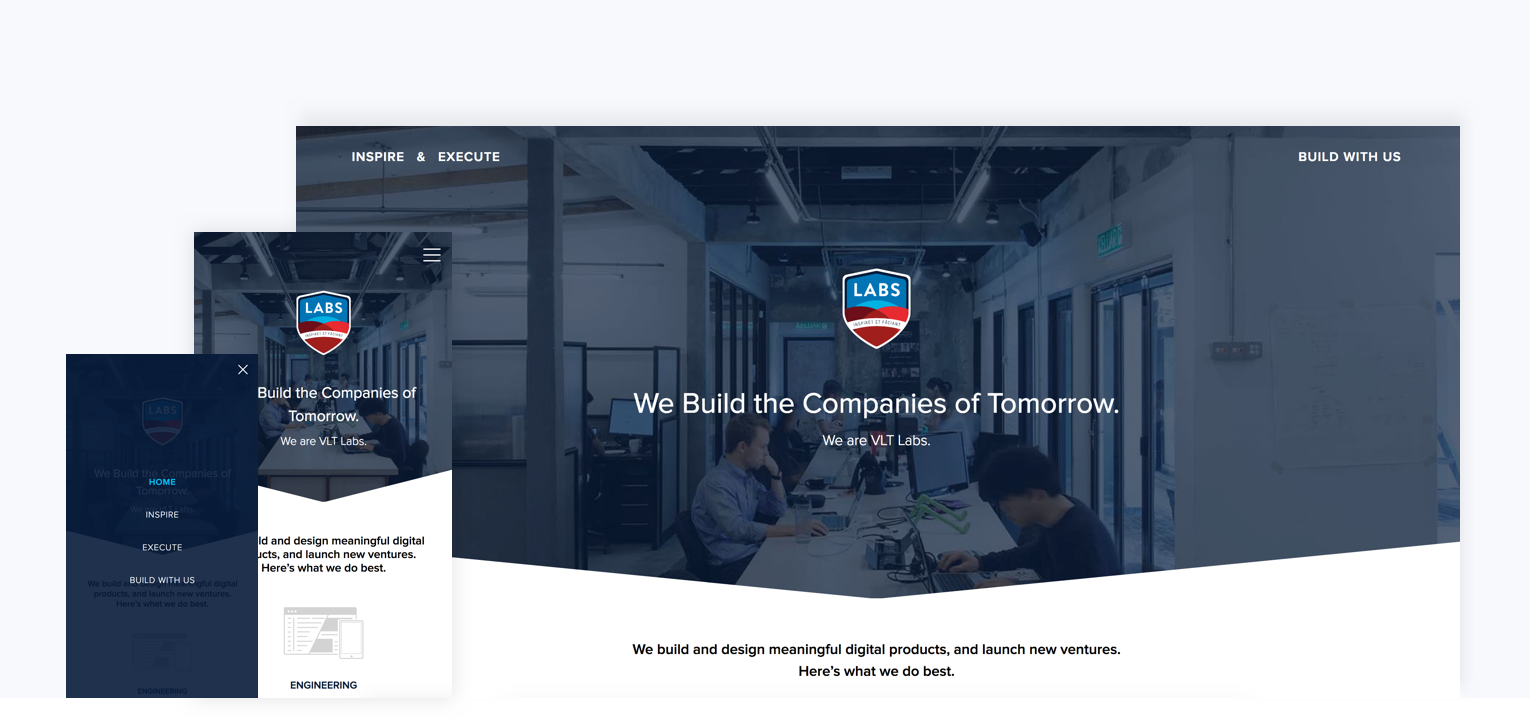 INSPIRE & EXECUTE
BUILD WITH US
LABS
INSPIRET ET FACIANT
We Build the Companies of Tomorrow.
We are VLT Labs.
We build and design meaningful digital products, and launch new ventures.
Here's what we do best.
LABS
Build the Companies of
Tomorrow.
We are VLT Labs.
ld and design meaningful digital
ucts, and launch new ventures.
Here's what we do best.
ENGINEERING
LABS
We Build the Companies of
Tomorrow.
HOME
INSPIRE
EXECUTE
BUILD WITH US
We build and design meaningful digital
products, and launch new ventures.
Here's what we do best.
ENGINEERING